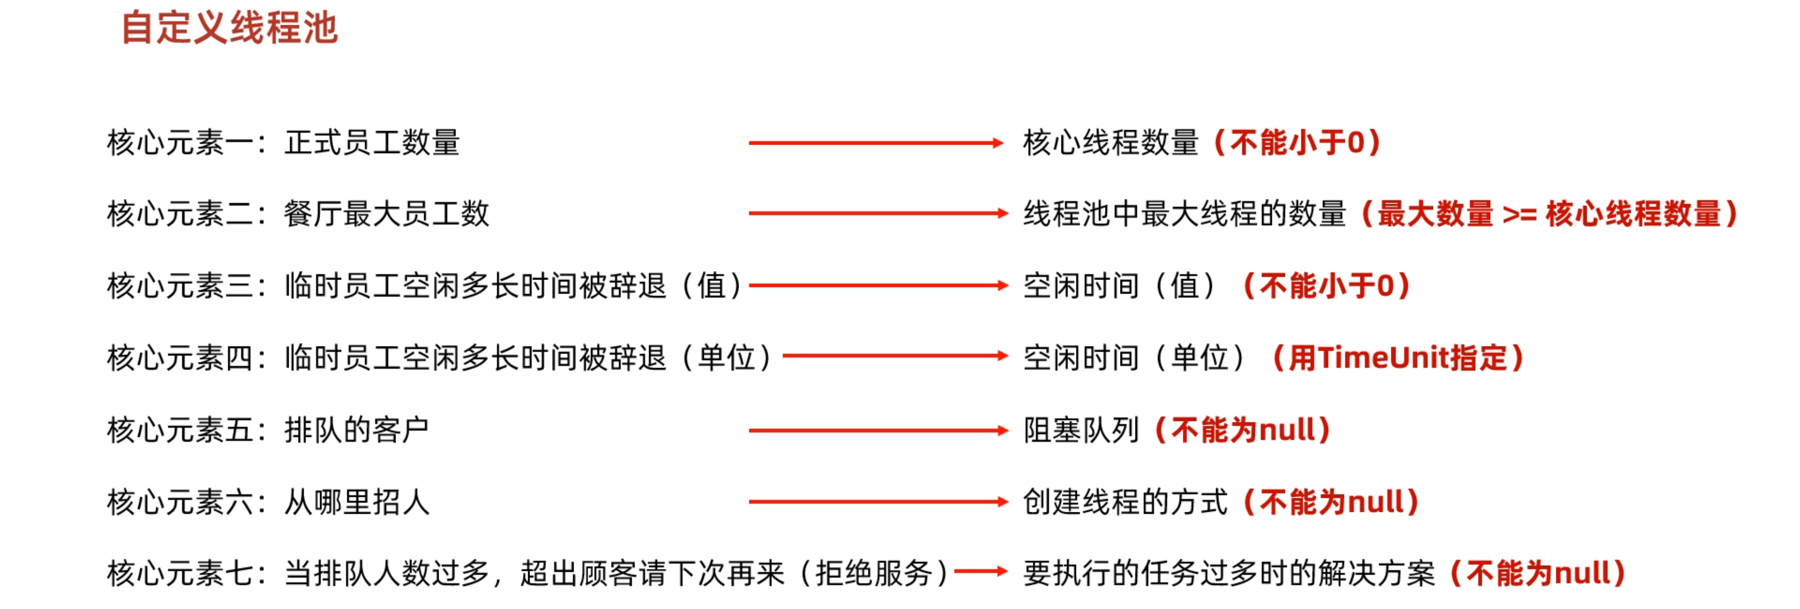 自定义线程池
核心元素一：正式员工数量 核心线程数量（不能小于0）
核心元素二：餐厅最大员工数 线程池中最大线程的数量（最大数量 >= 核心线程数量）
核心元素三：临时员工空闲多长时间被辞退（值） 空闲时间（值）（不能小于0）
核心元素四：临时员工空闲多长时间被辞退（单位） 空闲时间（单位）（用TimeUnit指定）
核心元素五：排队的客户 阻塞队列（不能为null）
核心元素六：从哪里招人 创建线程的方式（不能为null）
核心元素七：当排队人数过多，超出顾客请下次再来（拒绝服务） 要执行的任务过多时的解决方案（不能为null）